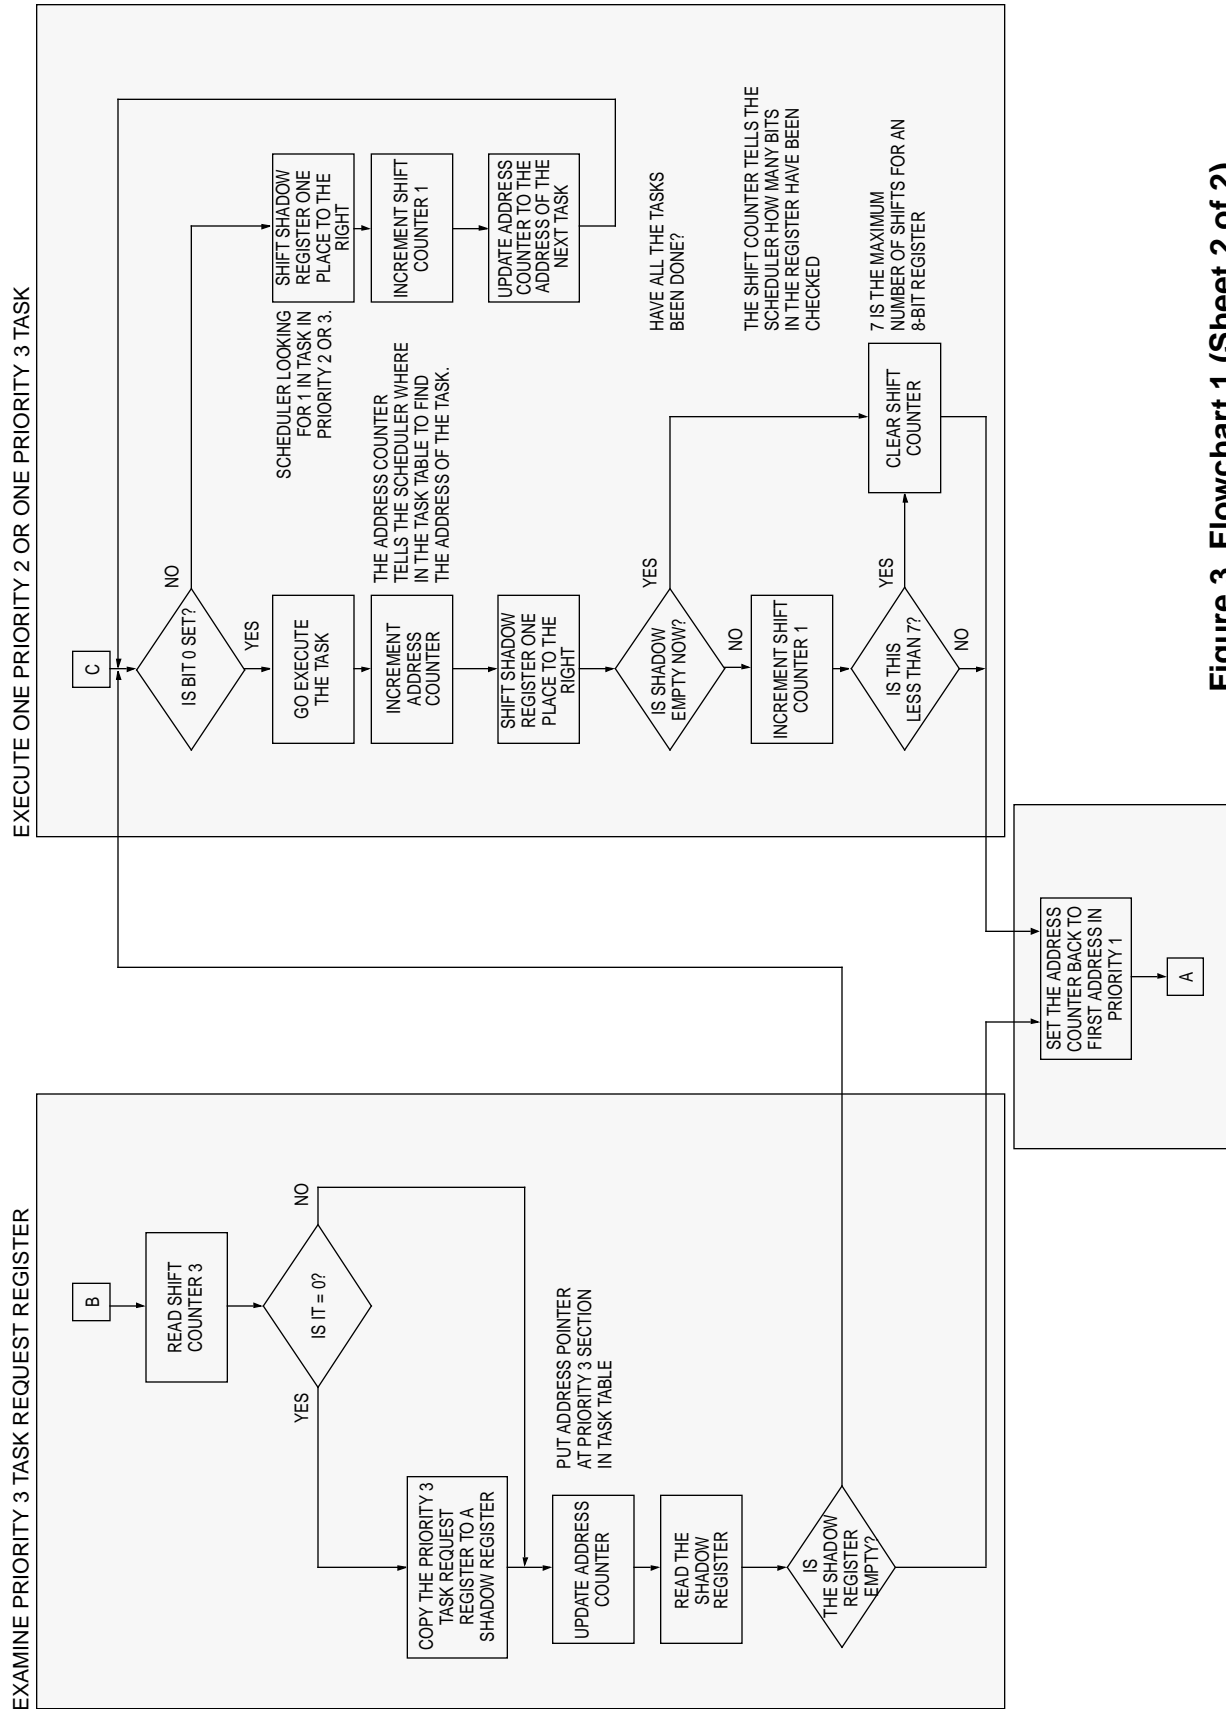 EXAMINE PRIORITY 3 TASK REQUEST REGISTER
B
READ SHIFT
COUNTER 3
IS IT = 0?
YES
NO
COPY THE PRIORITY 3
TASK REQUEST
REGISTER TO A
SHADOW REGISTER
PUT ADDRESS POINTER
AT PRIORITY 3 SECTION
IN TASK TABLE
UPDATE ADDRESS
COUNTER
READ THE
SHADOW
REGISTER
IS
THE SHADOW
REGISTER
EMPTY?
EXECUTE ONE PRIORITY 2 OR ONE PRIORITY 3 TASK
C
IS BIT 0 SET?
NO
YES
GO EXECUTE
THE TASK
SCHEDULER LOOKING
FOR 1 IN TASK IN
PRIORITY 2 OR 3.
SHIFT SHADOW
REGISTER ONE
PLACE TO THE
RIGHT
INCREMENT
ADDRESS
COUNTER
THE ADDRESS COUNTER
TELLS THE SCHEDULER WHERE
IN THE TASK TABLE TO FIND
THE ADDRESS OF THE TASK.
INCREMENT SHIFT
COUNTER 1
SHIFT SHADOW
REGISTER ONE
PLACE TO THE
RIGHT
UPDATE ADDRESS
COUNTER TO THE
ADDRESS OF THE
NEXT TASK
IS SHADOW
EMPTY NOW?
YES
NO
HAVE ALL THE TASKS
BEEN DONE?
INCREMENT SHIFT
COUNTER 1
THE SHIFT COUNTER TELLS THE
SCHEDULER HOW MANY BITS
IN THE REGISTER HAVE BEEN
CHECKED
IS THIS
LESS THAN 7?
YES
NO
CLEAR SHIFT
COUNTER
7 IS THE MAXIMUM
NUMBER OF SHIFTS FOR AN
8-BIT REGISTER
SET THE ADDRESS
COUNTER BACK TO
FIRST ADDRESS IN
PRIORITY 1
A
Figure 3. Flowchart 1 (Sheet 2 of 2)